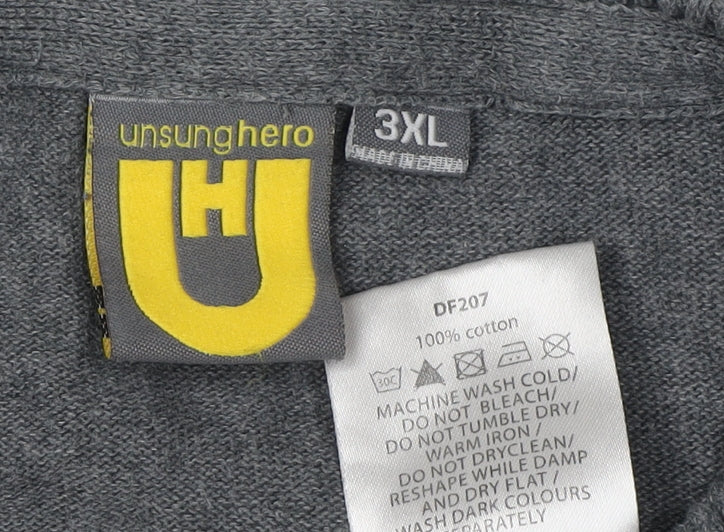 unsunghero
UH
3XL
MADE IN CHINA
DF207
100% cotton
30C
MACHINE WASH COLD/
DO NOT BLEACH/
DO NOT TUMBLE DRY/
WARM IRON /
DO NOT DRYCLEAN/
RESHAPE WHILE DAMP
AND DRY FLAT /
WASH DARK COLOURS